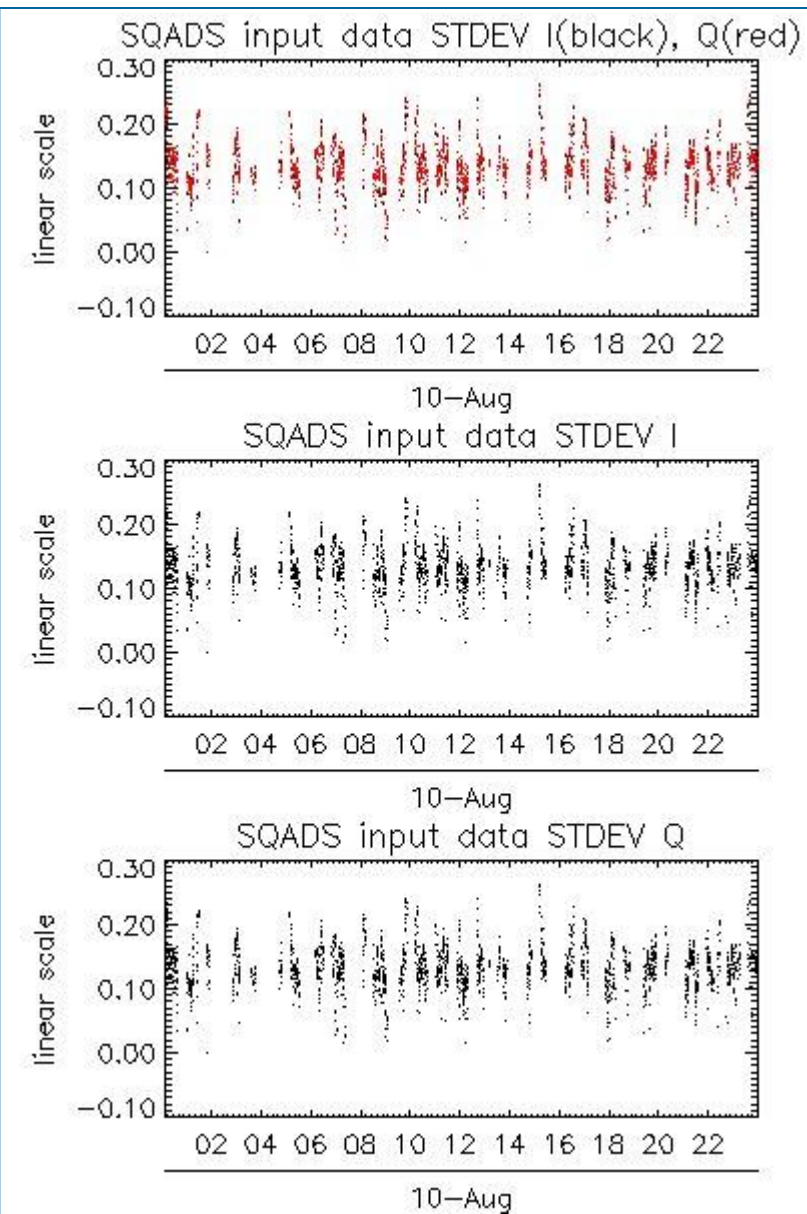 SQADS input data STDEV I(black), Q(red)
0.30
0.20
0.10
0.00
-0.10
linear scale
02 04 06 08 10 12 14 16 18 20 22
10-Aug
SQADS input data STDEV I
0.30
0.20
0.10
0.00
-0.10
linear scale
02 04 06 08 10 12 14 16 18 20 22
10-Aug
SQADS input data STDEV Q
0.30
0.20
0.10
0.00
-0.10
linear scale
02 04 06 08 10 12 14 16 18 20 22
10-Aug